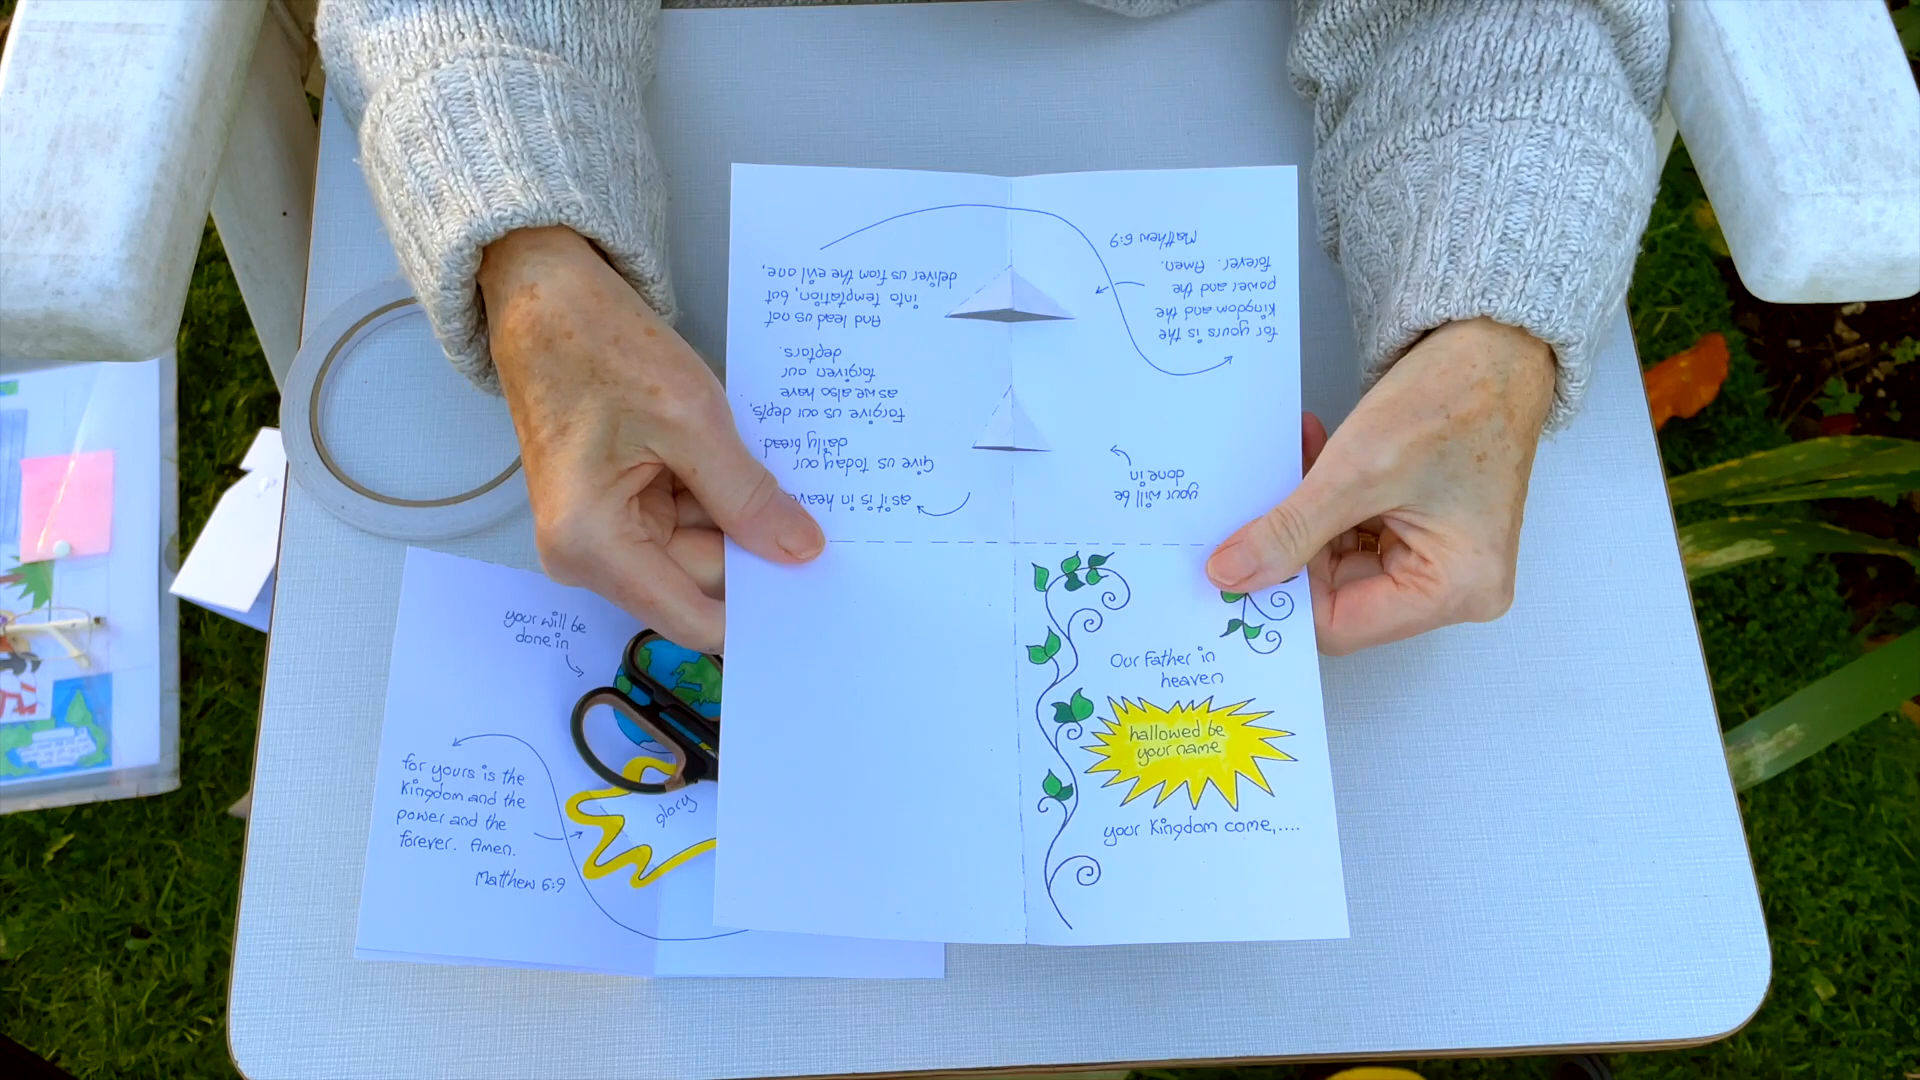 Our Father in
heaven
hallowed be
your name
your Kingdom come,....
your will be
done in
as it is in
Give us today our
daily bread.
Forgive us our depts,
as we also have
forgiven our
deptors.
And lead us not
into temptation, but
deliver us from the evil one,
for yours is the
Kingdom and the
power and the
forever. Amen.
Matthew 6:9
your will be
done in
glory
for yours is the
Kingdom and the
power and the
forever. Amen.
Matthew 6:9